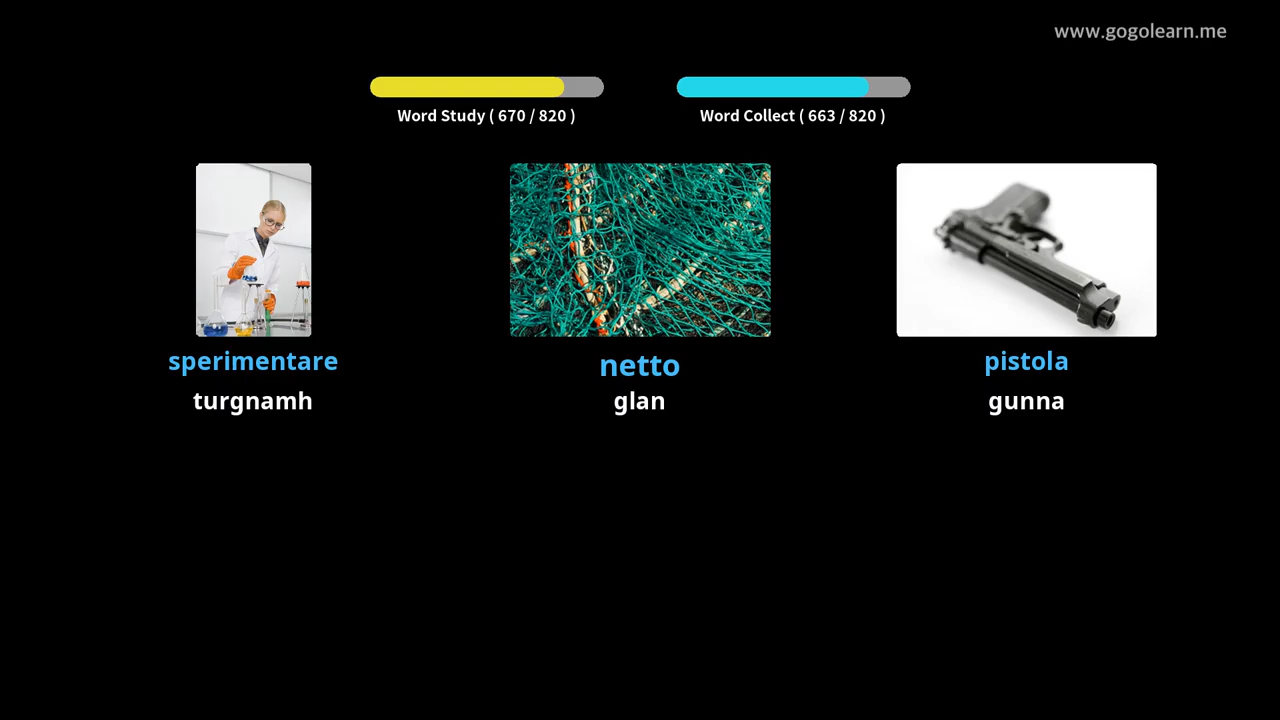 www.gogolearn.me
Word Study ( 670 / 820 )
Word Collect ( 663 / 820 )
sperimentare
netto
pistola
turgnamh
glan
gunna